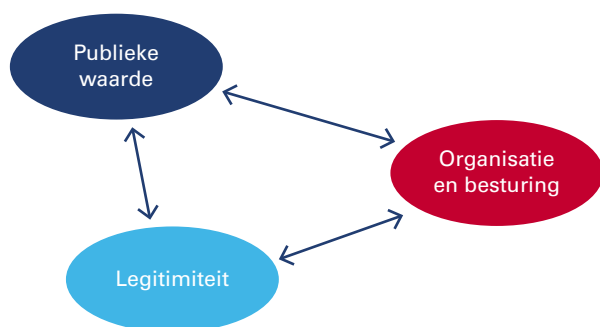 Publieke
waarde
Organisatie
en besturing
Legitimiteit